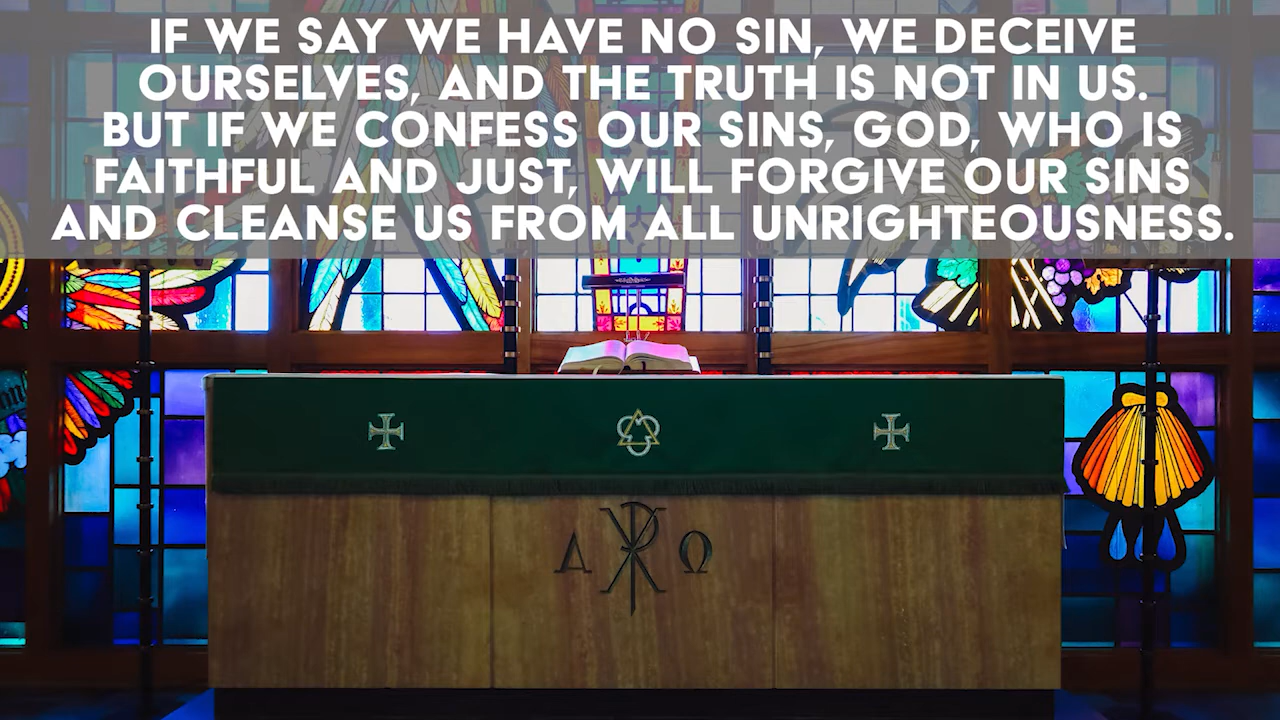 IF WE SAY WE HAVE NO SIN, WE DECEIVE
OURSELVES, AND THE TRUTH IS NOT IN US.
BUT IF WE CONFESS OUR SINS, GOD, WHO IS
FAITHFUL AND JUST, WILL FORGIVE OUR SINS
AND CLEANSE US FROM ALL UNRIGHTEOUSNESS.
Α ☧ Ω